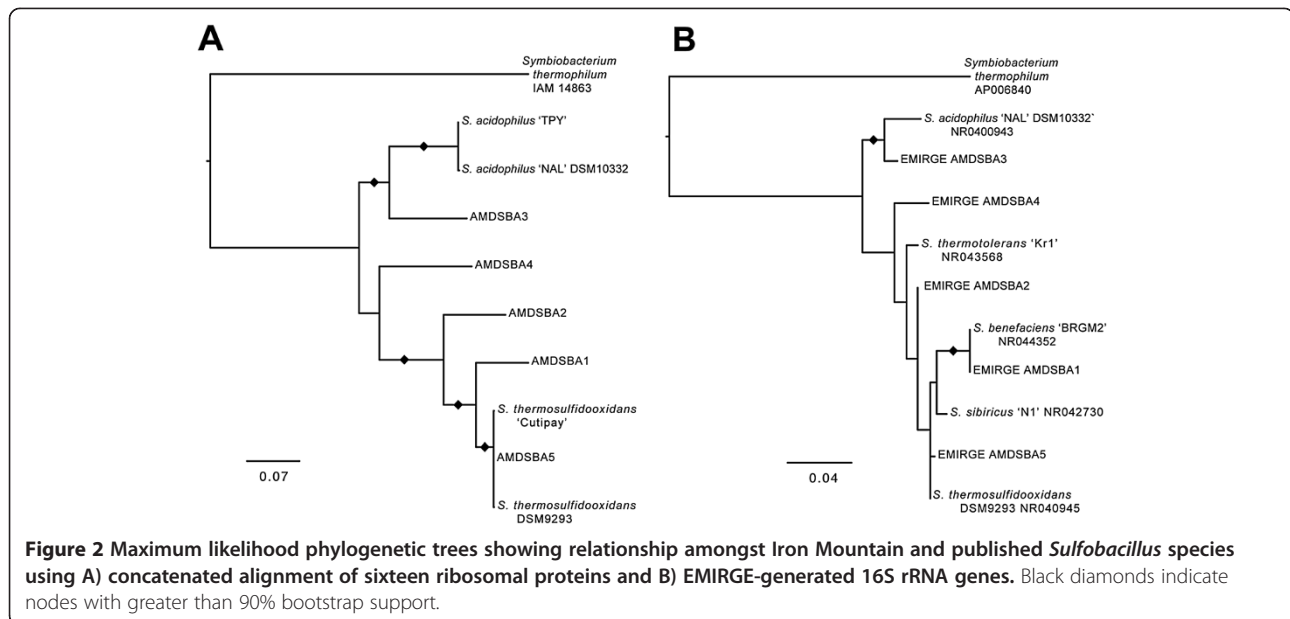 A
Symbiobacterium
thermophilum
IAM 14863
S. acidophilus 'TPY'
S. acidophilus 'NAL' DSM10332
AMDSBA3
AMDSBA4
AMDSBA2
AMDSBA1
S. thermosulfidooxidans
'Cutipay'
AMDSBA5
S. thermosulfidooxidans
DSM9293
0.07
B
Symbiobacterium
thermophilum
AP006840
S. acidophilus 'NAL' DSM10332`
NR0400943
EMIRGE AMDSBA3
EMIRGE AMDSBA4
S. thermotolerans 'Kr1'
NR043568
EMIRGE AMDSBA2
S. benefaciens 'BRGM2'
NR044352
EMIRGE AMDSBA1
S. sibiricus 'N1' NR042730
EMIRGE AMDSBA5
S. thermosulfidooxidans
DSM9293 NR040945
0.04
Figure 2 Maximum likelihood phylogenetic trees showing relationship amongst Iron Mountain and published Sulfobacillus species
using A) concatenated alignment of sixteen ribosomal proteins and B) EMIRGE-generated 16S rRNA genes. Black diamonds indicate
nodes with greater than 90% bootstrap support.